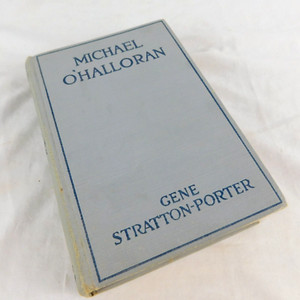 MICHAEL
O'HALLORAN
GENE
STRATTON-PORTER